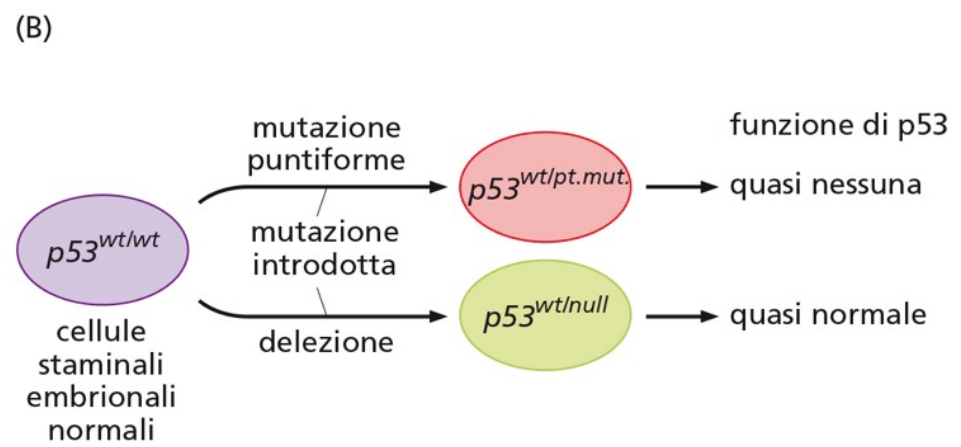 (B)
mutazione
puntiforme
funzione di p53
p53wt/pt.mut.
quasi nessuna
p53wt/wt
mutazione
introdotta
p53wt/null
quasi normale
delezione
cellule
staminali
embrionali
normali